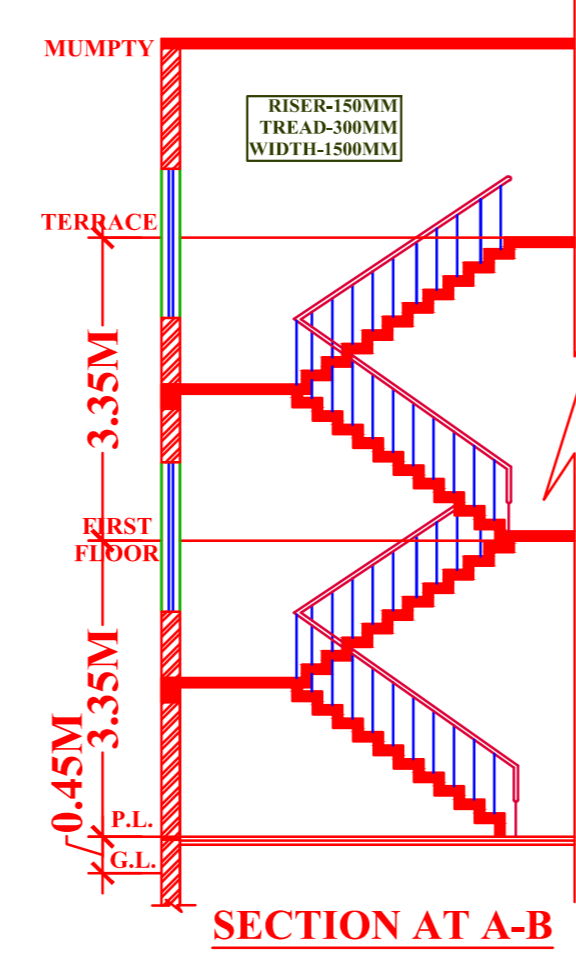 MUMPTY
RISER-150MM
TREAD-300MM
WIDTH-1500MM
TERRACE
3.35M
FIRST
FLOOR
3.35M
0.45M
P.L.
G.L.
SECTION AT A-B